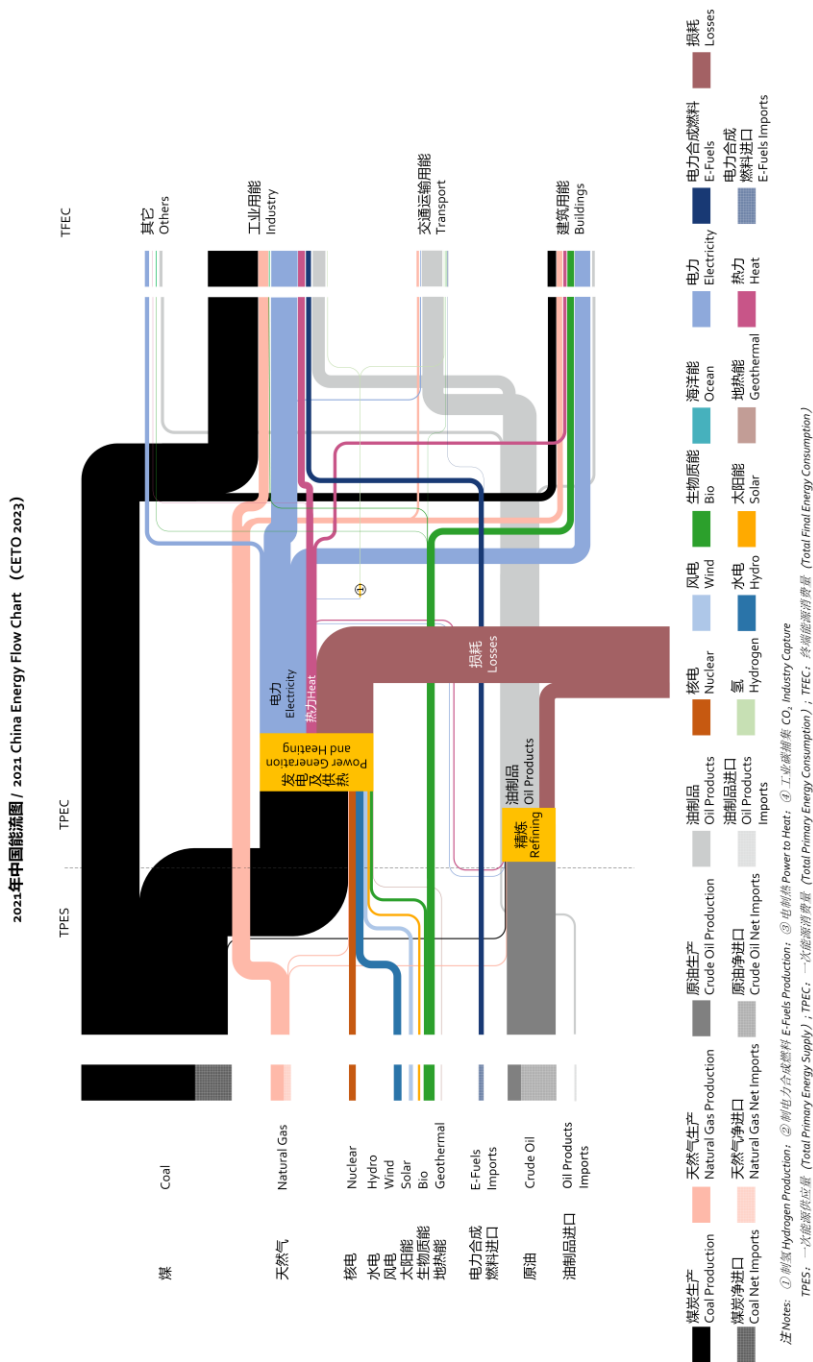 2021年中国能流图 / 2021 China Energy Flow Chart （CETO 2023）
TPES
TPEC
TFEC
煤
Coal
天然气
Natural Gas
核电
Nuclear
水电
Hydro
风电
Wind
太阳能
Solar
生物质能
Bio
地热能
Geothermal
电力合成
燃料进口
E-Fuels
Imports
原油
Crude Oil
油制品进口
Oil Products
Imports
发电及供热
Power Generation
and Heating
精炼
Refining
电力
Electricity
热力Heat
①
损耗
Losses
油制品
Oil Products
其它
Others
工业用能
Industry
交通运输用能
Transport
建筑用能
Buildings
煤炭生产
Coal Production
天然气生产
Natural Gas Production
原油生产
Crude Oil Production
油制品
Oil Products
核电
Nuclear
风电
Wind
生物质能
Bio
海洋能
Ocean
电力
Electricity
电力合成燃料
E-Fuels
损耗
Losses
煤炭净进口
Coal Net Imports
天然气净进口
Natural Gas Net Imports
原油净进口
Crude Oil Net Imports
油制品进口
Oil Products
Imports
氢
Hydrogen
水电
Hydro
太阳能
Solar
地热能
Geothermal
热力
Heat
电力合成
燃料进口
E-Fuels Imports
注Notes: ① 制氢 Hydrogen Production; ② 制电力合成燃料 E-Fuels Production; ③ 电制热 Power to Heat; ④ 工业碳捕集 CO₂ Industry Capture
TPES: 一次能源供应量 (Total Primary Energy Supply) ; TPEC: 一次能源消费量 (Total Primary Energy Consumption) ; TFEC: 终端能源消费量 (Total Final Energy Consumption)